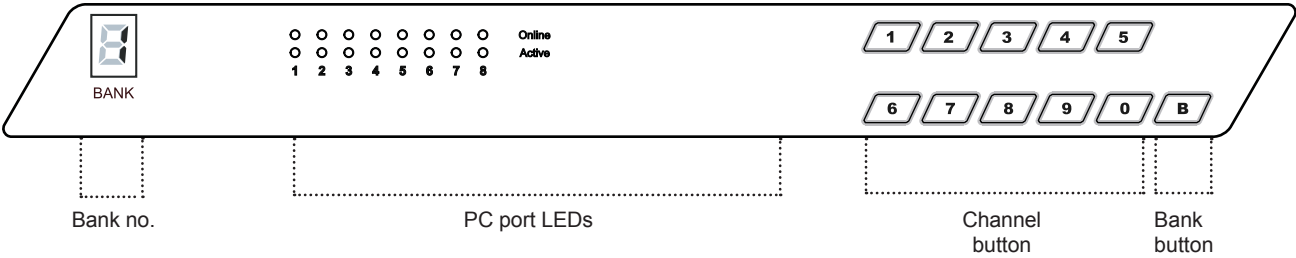 1
BANK
Online
Active
1 2 3 4 5 6 7 8
1 2 3 4 5
6 7 8 9 0 B
Bank no.
PC port LEDs
Channel
button
Bank
button